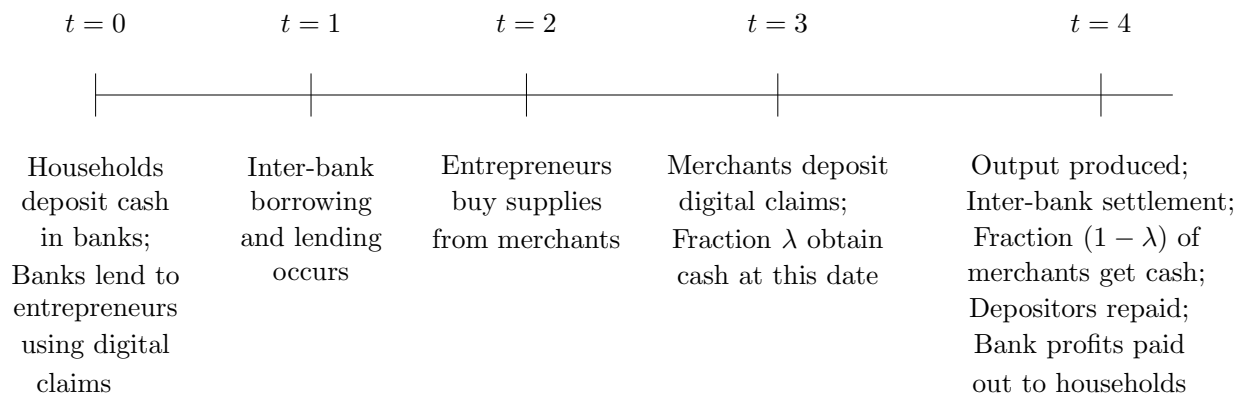 t = 0
t = 1
t = 2
t = 3
t = 4
Households
deposit cash
in banks;
Banks lend to
entrepreneurs
using digital
claims
Inter-bank
borrowing
and lending
occurs
Entrepreneurs
buy supplies
from merchants
Merchants deposit
digital claims;
Fraction λ obtain
cash at this date
Output produced;
Inter-bank settlement;
Fraction (1 − λ) of
merchants get cash;
Depositors repaid;
Bank profits paid
out to households